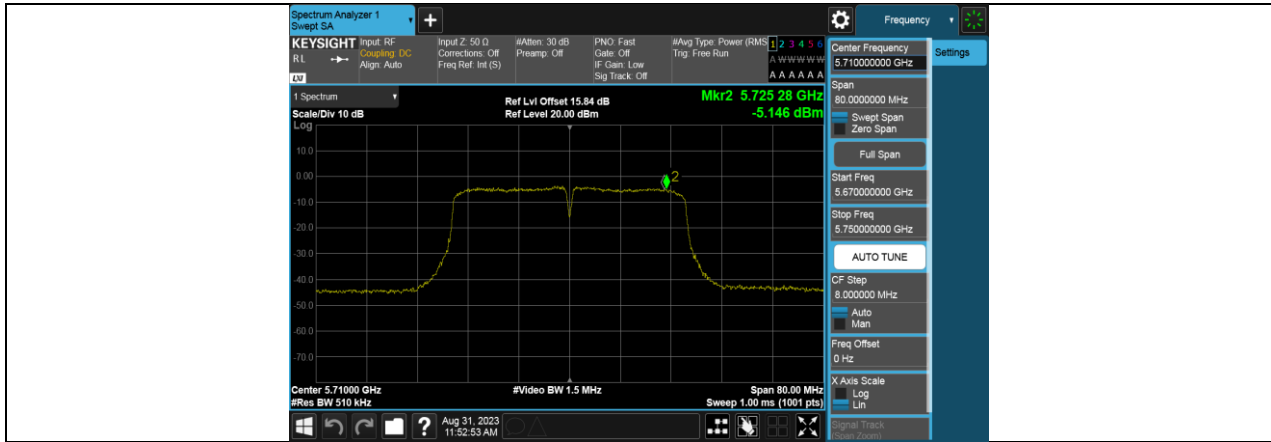 Spectrum Analyzer 1
Swept SA
+
Frequency
KEYSIGHT
RL
LXI
Input: RF
Coupling: DC
Align: Auto
Input Z: 50 Ω
Corrections: Off
Freq Ref: Int (S)
#Atten: 30 dB
Preamp: Off
PNO: Fast
Gate: Off
IF Gain: Low
Sig Track: Off
#Avg Type: Power (RMS
Trig: Free Run
1 2 3 4 5 6
A W W W W W
A A A A A A
1 Spectrum
Scale/Div 10 dB
Log
Ref Lvl Offset 15.84 dB
Ref Level 20.00 dBm
Mkr2 5.725 28 GHz
-5.146 dBm
10.0
0.00
-10.0
-20.0
-30.0
-40.0
-50.0
-60.0
-70.0
2
Center 5.71000 GHz
#Res BW 510 kHz
#Video BW 1.5 MHz
Span 80.00 MHz
Sweep 1.00 ms (1001 pts)
?
Aug 31, 2023
11:52:53 AM
Center Frequency
5.710000000 GHz
Settings
Span
80.0000000 MHz
Swept Span
Zero Span
Full Span
Start Freq
5.670000000 GHz
Stop Freq
5.750000000 GHz
AUTO TUNE
CF Step
8.000000 MHz
Auto
Man
Freq Offset
0 Hz
X Axis Scale
Log
Lin
Signal Track
(Span Zoom)